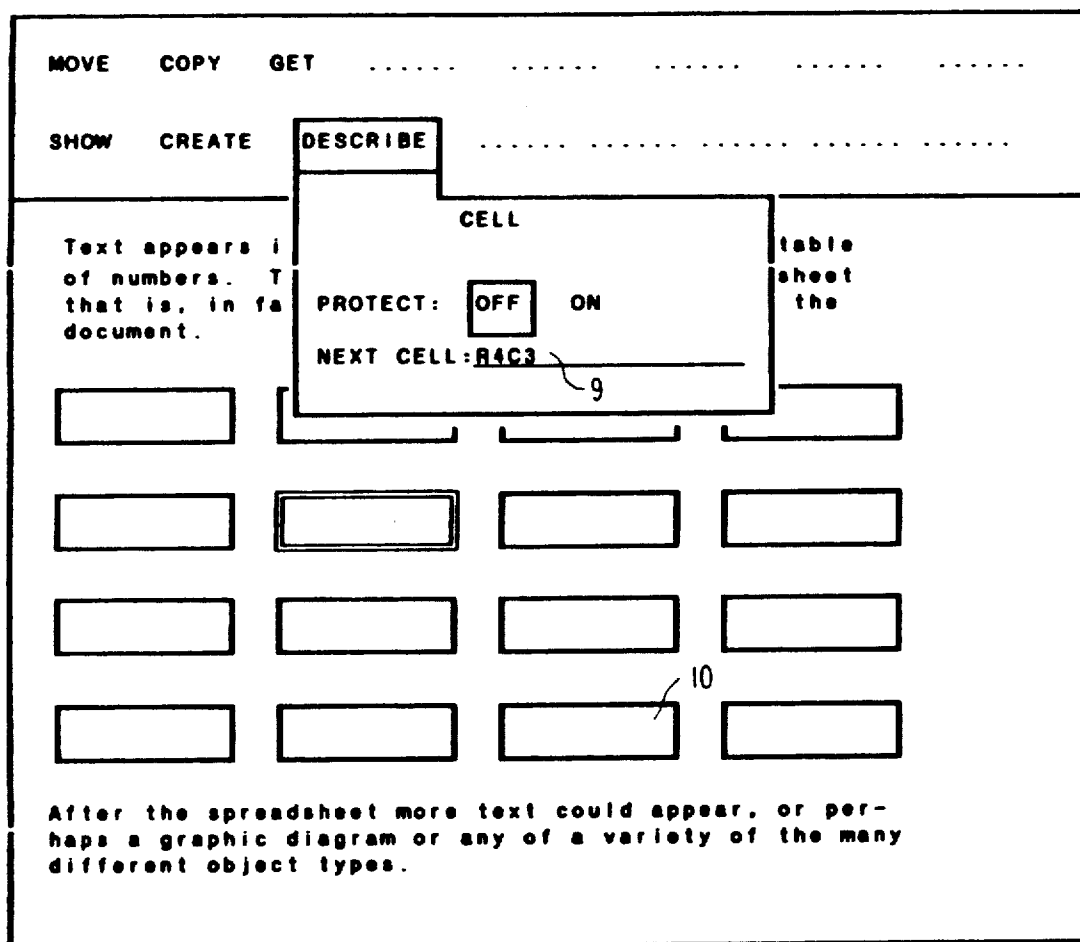 MOVE COPY GET ...... ...... ...... ...... ......
SHOW CREATE DESCRIBE ...... ...... ...... ...... ......
CELL
Text appears i table
of numbers. T sheet
that is, in fa the
document.
PROTECT: OFF ON
NEXT CELL:R4C3
9
10
After the spreadsheet more text could appear, or per-
haps a graphic diagram or any of a variety of the many
different object types.